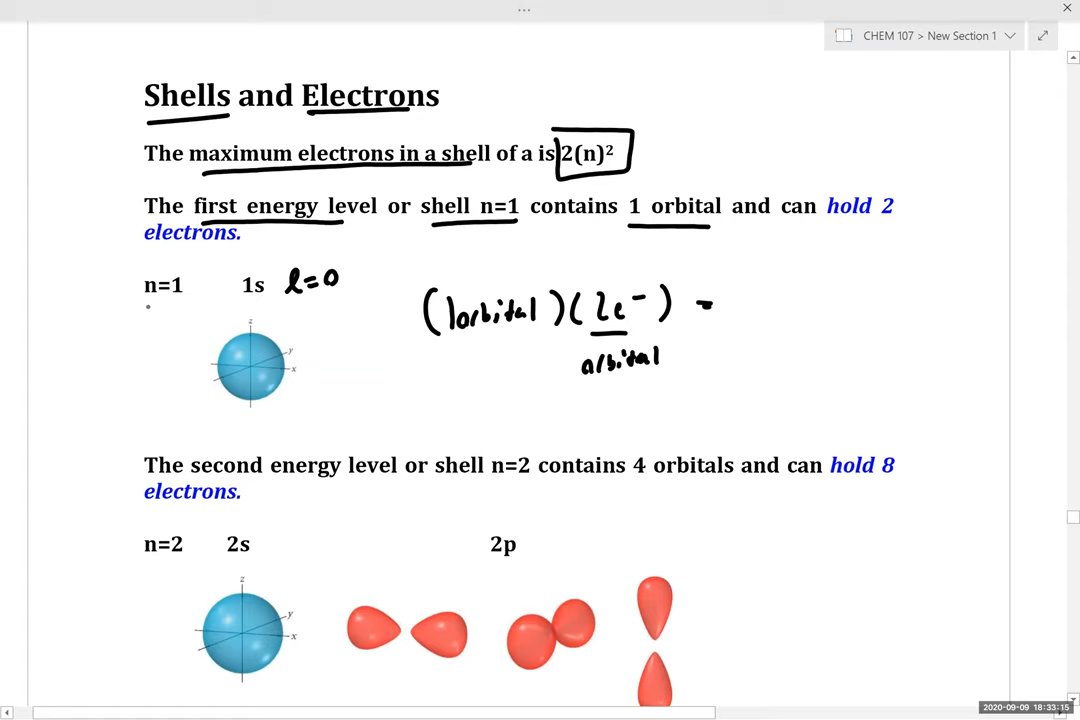 CHEM 107 > New Section 1
Shells and Electrons
The maximum electrons in a shell of a is 2(n)²
The first energy level or shell n=1 contains 1 orbital and can hold 2
electrons.
n=1 1s l=0
(1orbital)(2e⁻) =
orbital
z
y
x
The second energy level or shell n=2 contains 4 orbitals and can hold 8
electrons.
n=2 2s 2p
z
y
x
2020-09-09 18:33:15